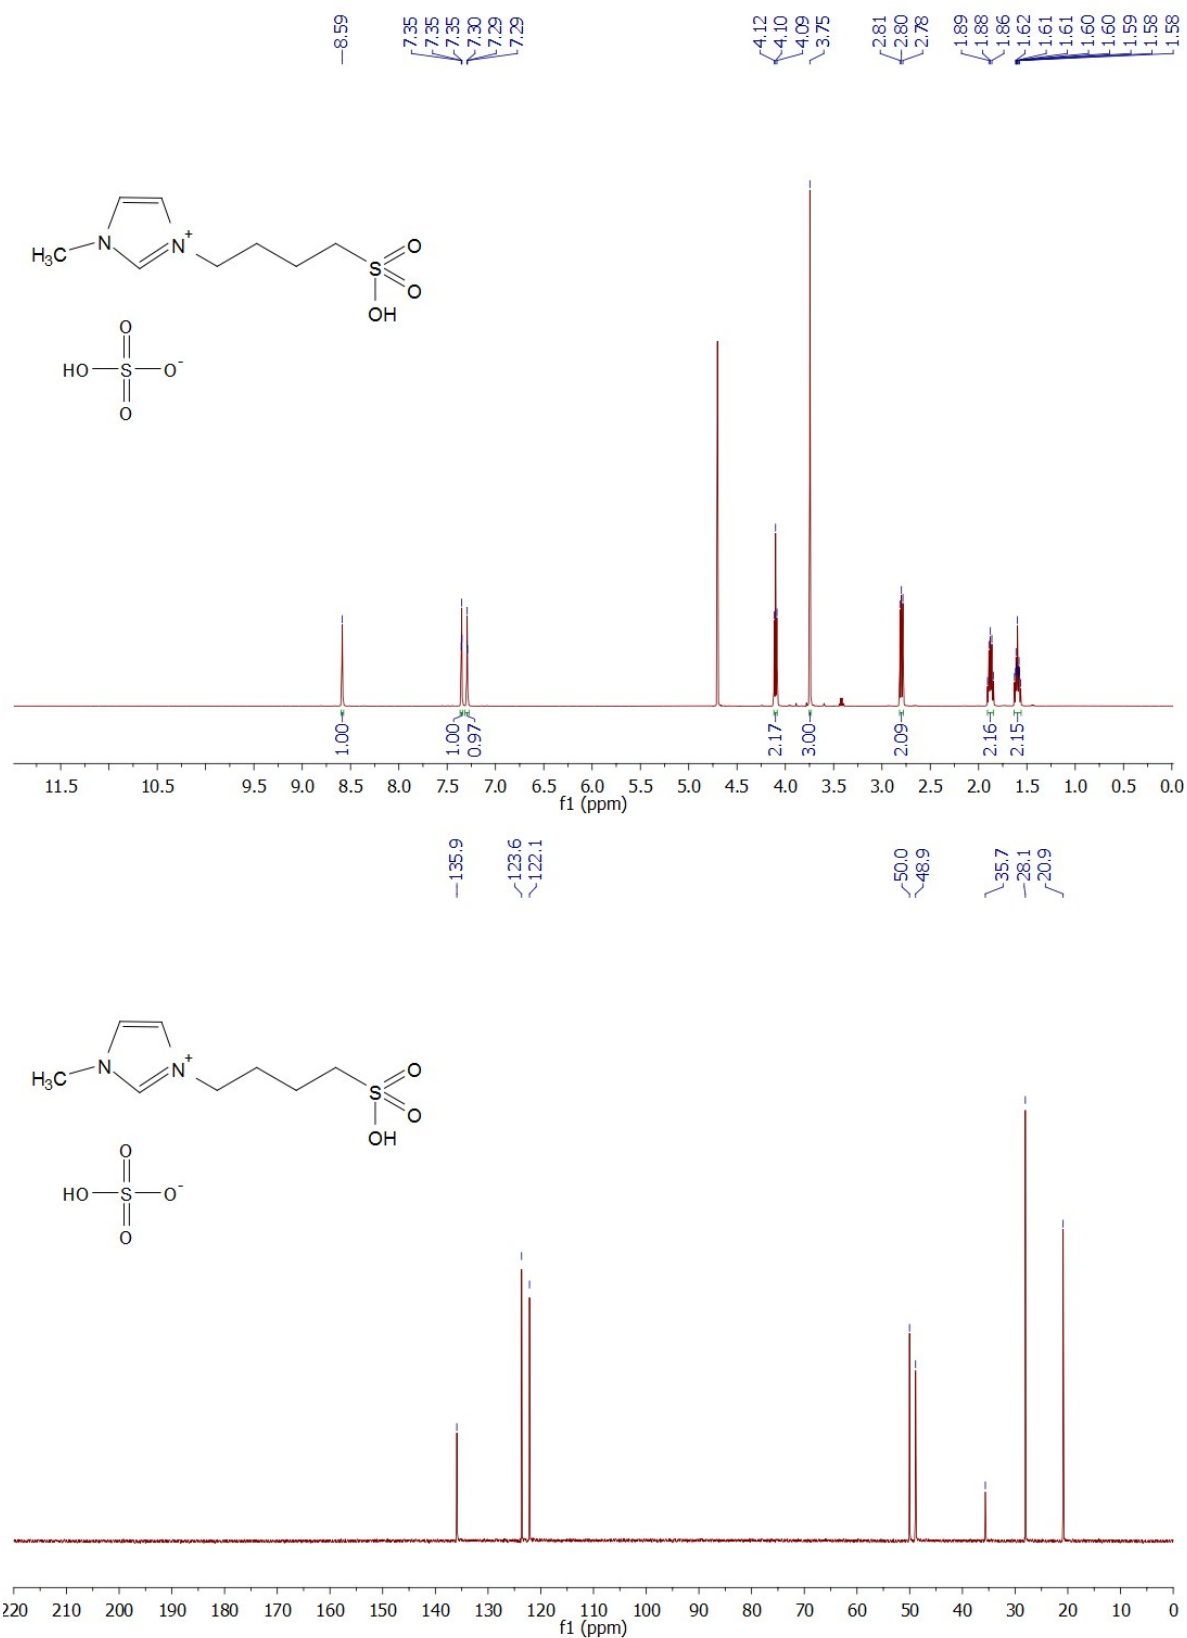 8.59
7.35
7.35
7.35
7.30
7.29
7.29
4.12
4.10
4.09
3.75
2.81
2.80
2.78
1.89
1.88
1.86
1.62
1.61
1.61
1.60
1.60
1.59
1.58
1.58
H3C
N
N+
S
O
O
OH
O
HO S O-
O
1.00
1.00
0.97
2.17
3.00
2.09
2.16
2.15
11.5 10.5 9.5 9.0 8.5 8.0 7.5 7.0 6.5 6.0 5.5 5.0 4.5 4.0 3.5 3.0 2.5 2.0 1.5 1.0 0.5 0.0
f1 (ppm)
135.9
123.6
122.1
50.0
48.9
35.7
28.1
20.9
H3C
N
N+
S
O
O
OH
O
HO S O-
O
220 210 200 190 180 170 160 150 140 130 120 110 100 90 80 70 60 50 40 30 20 10 0
f1 (ppm)